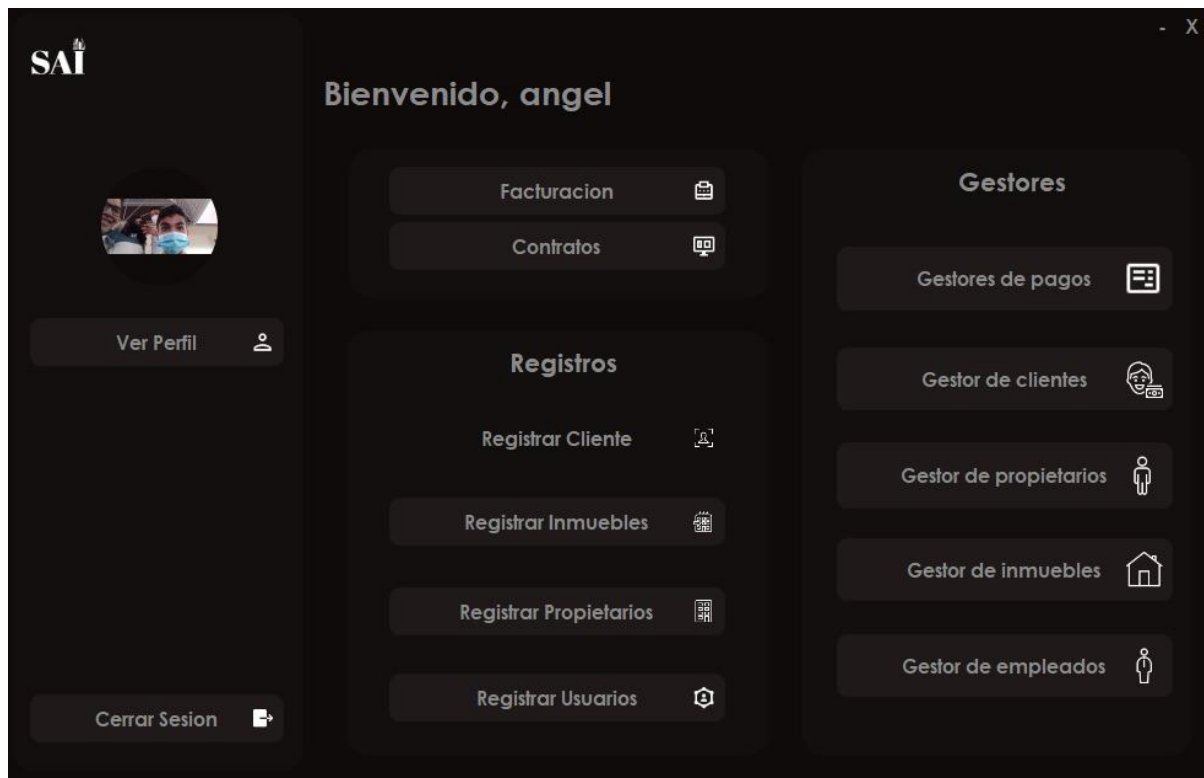 - X
SAI
Bienvenido, angel
Ver Perfil
Cerrar Sesion
Facturacion
Contratos
Registros
Registrar Cliente
Registrar Inmuebles
Registrar Propietarios
Registrar Usuarios
Gestores
Gestores de pagos
Gestor de clientes
Gestor de propietarios
Gestor de inmuebles
Gestor de empleados